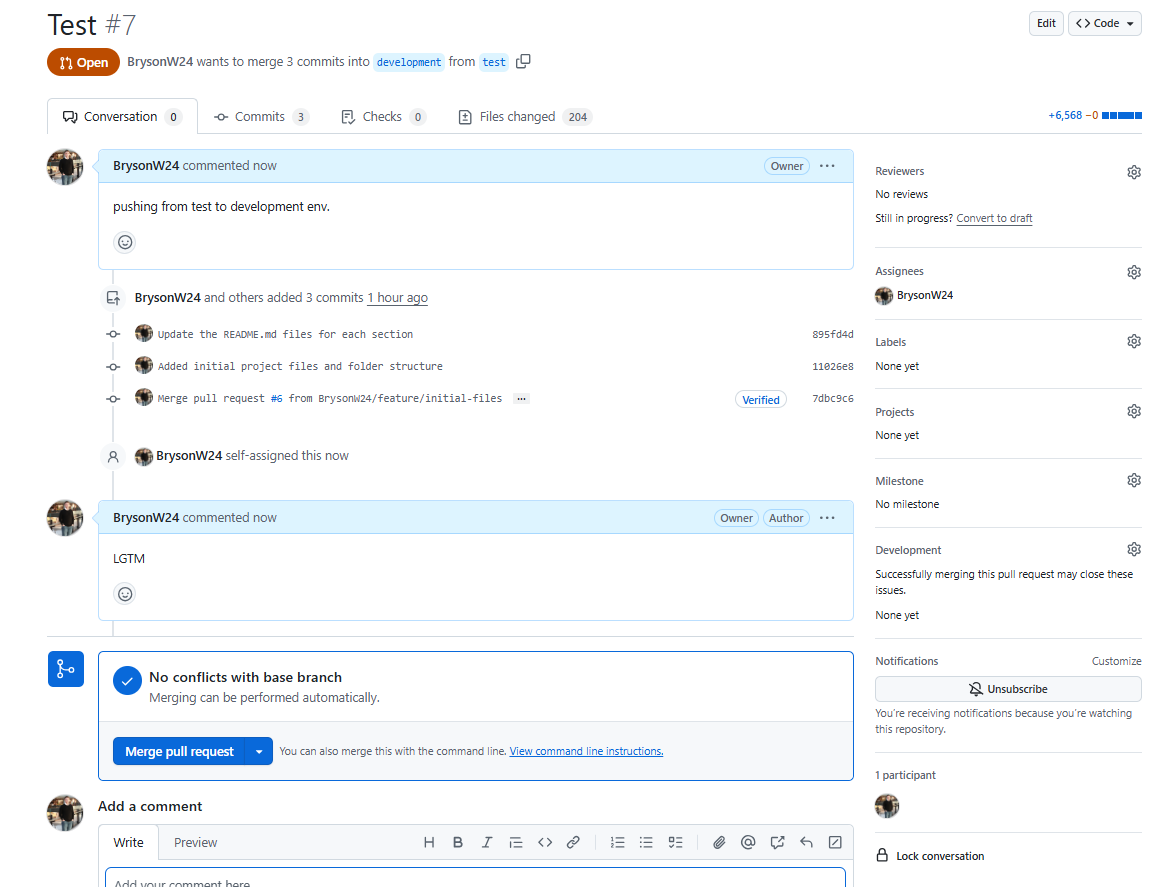 Test #7
Edit
Code
Open
BrysonW24 wants to merge 3 commits into development from test
Conversation 0
Commits 3
Checks 0
Files changed 204
+6,568 −0
BrysonW24 commented now
Owner
pushing from test to development env.
BrysonW24 and others added 3 commits 1 hour ago
Update the README.md files for each section
895fd4d
Added initial project files and folder structure
11026e8
Merge pull request #6 from BrysonW24/feature/initial-files
Verified
7dbc9c6
BrysonW24 self-assigned this now
BrysonW24 commented now
Owner
Author
LGTM
No conflicts with base branch
Merging can be performed automatically.
Merge pull request
You can also merge this with the command line. View command line instructions.
Add a comment
Write
Preview
Add your comment here
Reviewers
No reviews
Still in progress? Convert to draft
Assignees
BrysonW24
Labels
None yet
Projects
None yet
Milestone
No milestone
Development
Successfully merging this pull request may close these
issues.
None yet
Notifications
Customize
Unsubscribe
You're receiving notifications because you're watching
this repository.
1 participant
Lock conversation